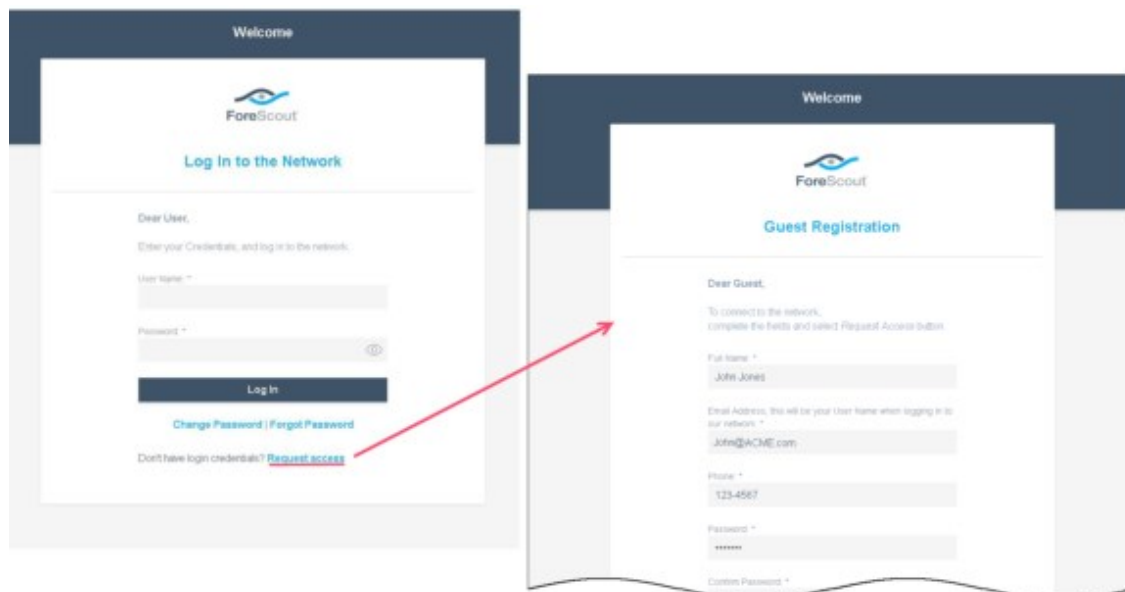 Welcome
ForeScout
Log In to the Network
Dear User,
Enter your Credentials, and log in to the network.
User Name: *
Password: *
Log In
Change Password | Forgot Password
Don't have login credentials? Request access
Welcome
ForeScout
Guest Registration
Dear Guest,
To connect to the network,
complete the fields and select Request Access button.
Full Name: *
John Jones
Email Address, this will be your User Name when logging in to
our network: *
John@ACME.com
Phone: *
123-4567
Password: *
•••••••
Confirm Password: *